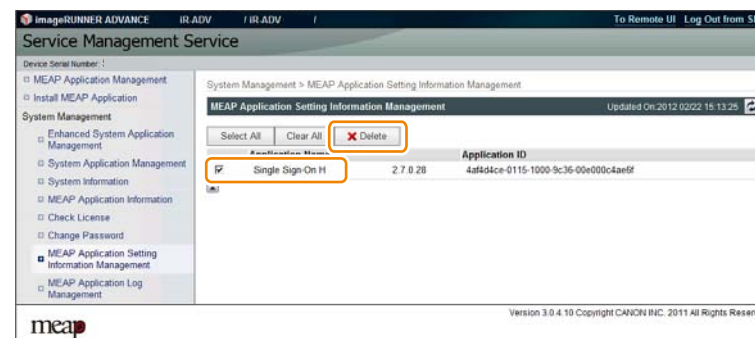 imageRUNNER ADVANCE iR-ADV / iR-ADV /
To Remote UI Log Out from S
Service Management Service
Device Serial Number:
MEAP Application Management
Install MEAP Application
System Management
Enhanced System Application
Management
System Application Management
System Information
MEAP Application Information
Check License
Change Password
MEAP Application Setting
Information Management
MEAP Application Log
Management
System Management > MEAP Application Setting Information Management
MEAP Application Setting Information Management
Updated On:2012 02/22 15:13:25
Select All Clear All Delete
Application Name Application ID
Single Sign-On H 2.7.0.28 4af4d4ce-0115-1000-9c36-00e000c4ae6f
Version 3.0.4.10 Copyright CANON INC. 2011 All Rights Reser
meap